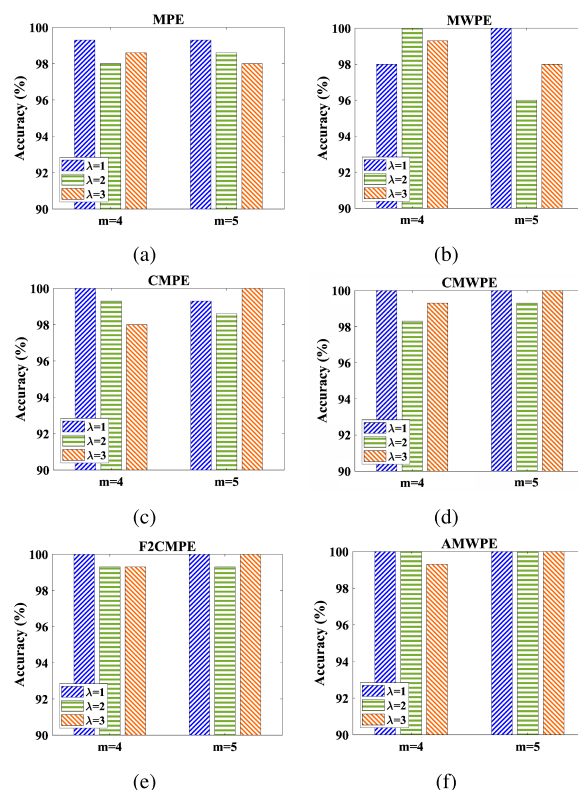 MPE
Accuracy (%)
100
98
96
94
92
90
λ=1
λ=2
λ=3
m=4 m=5
(a)
MWPE
Accuracy (%)
100
98
96
94
92
90
λ=1
λ=2
λ=3
m=4 m=5
(b)
CMPE
Accuracy (%)
100
98
96
94
92
90
λ=1
λ=2
λ=3
m=4 m=5
(c)
CMWPE
Accuracy (%)
100
98
96
94
92
90
λ=1
λ=2
λ=3
m=4 m=5
(d)
F2CMPE
Accuracy (%)
100
98
96
94
92
90
λ=1
λ=2
λ=3
m=4 m=5
(e)
AMWPE
Accuracy (%)
100
98
96
94
92
90
λ=1
λ=2
λ=3
m=4 m=5
(f)